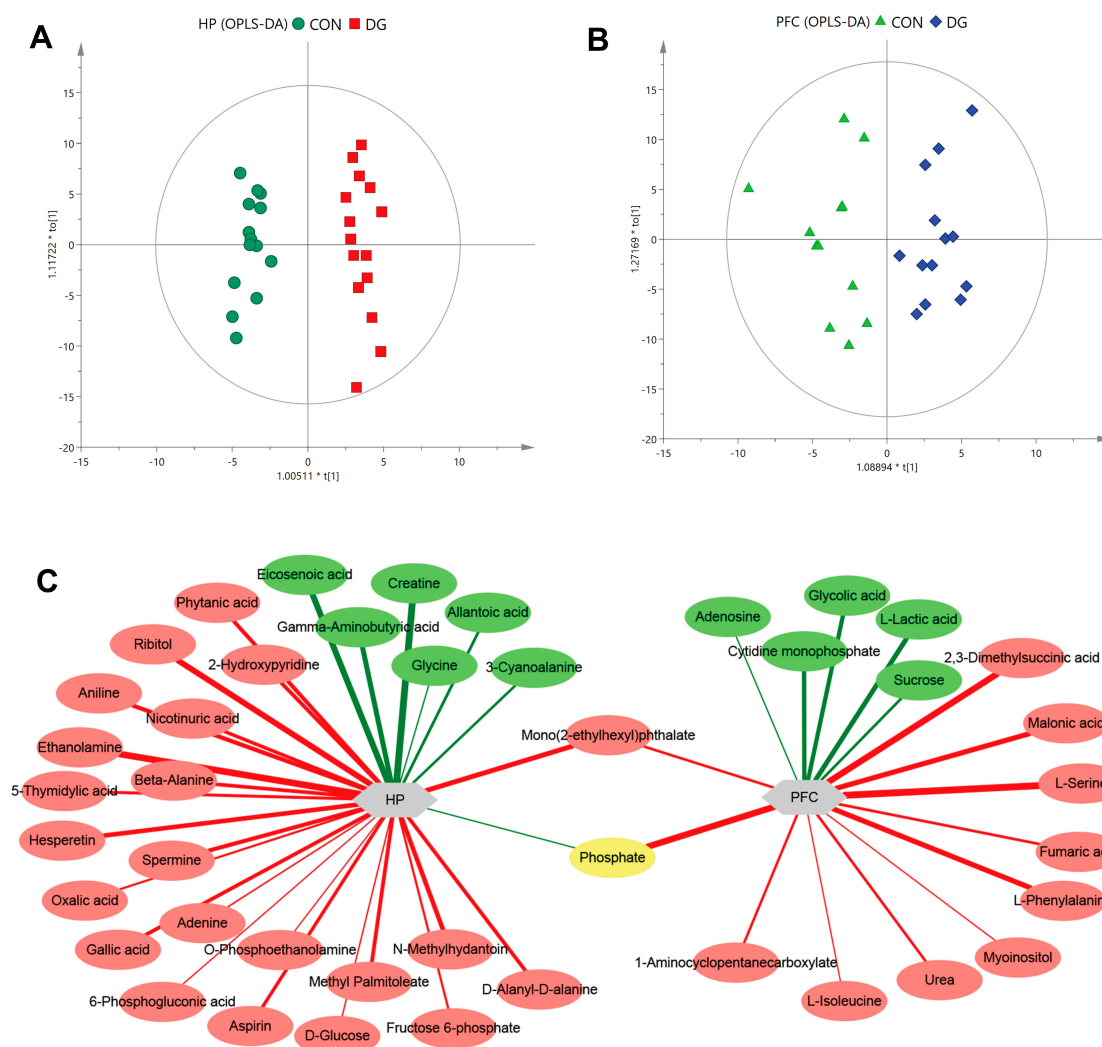 A
HP (OPLS-DA) CON DG
15
10
5
0
-5
-10
-15
-20
-15 -10 -5 0 5 10
1.11722 * to[1]
1.00511 * t[1]
B
PFC (OPLS-DA) CON DG
15
10
5
0
-5
-10
-15
-20
-15 -10 -5 0 5 10
1.27169 * to[1]
1.08894 * t[1]
C
Eicosenoic acid
Creatine
Phytanic acid
Allantoic acid
Gamma-Aminobutyric acid
Ribitol
2-Hydroxypyridine
Glycine
3-Cyanoalanine
Aniline
Nicotinuric acid
Ethanolamine
Beta-Alanine
5-Thymidylic acid
HP
Hesperetin
Spermine
Oxalic acid
Adenine
Gallic acid
O-Phosphoethanolamine
N-Methylhydantoin
Methyl Palmitoleate
D-Alanyl-D-alanine
6-Phosphogluconic acid
Aspirin
D-Glucose
Fructose 6-phosphate
Mono(2-ethylhexyl)phthalate
Phosphate
Adenosine
Glycolic acid
L-Lactic acid
Cytidine monophosphate
2,3-Dimethylsuccinic acid
Sucrose
Malonic acid
L-Serine
PFC
Fumaric ac
L-Phenylalanin
Myoinositol
1-Aminocyclopentanecarboxylate
Urea
L-Isoleucine